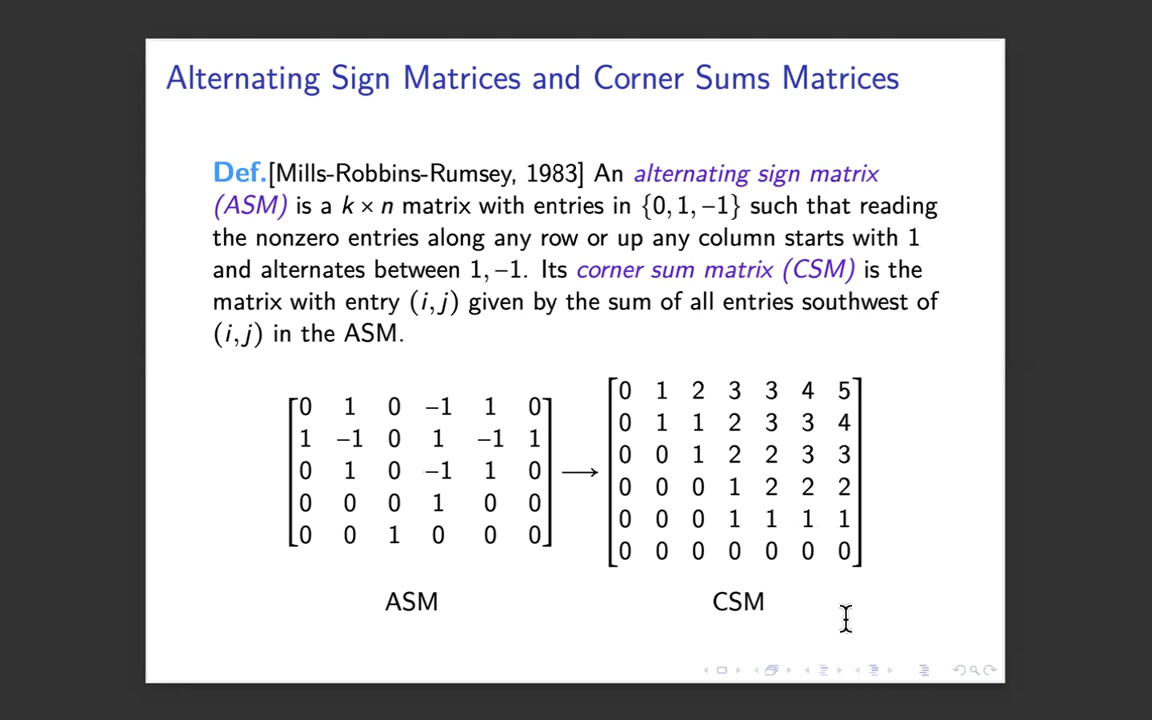 Alternating Sign Matrices and Corner Sums Matrices
Def.[Mills-Robbins-Rumsey, 1983] An alternating sign matrix
(ASM) is a k × n matrix with entries in {0, 1, −1} such that reading
the nonzero entries along any row or up any column starts with 1
and alternates between 1, −1. Its corner sum matrix (CSM) is the
matrix with entry (i, j) given by the sum of all entries southwest of
(i, j) in the ASM.
0 1 0 −1 1 0
1 −1 0 1 −1 1
0 1 0 −1 1 0
0 0 0 1 0 0
0 0 1 0 0 0
⟶
0 1 2 3 3 4 5
0 1 1 2 3 3 4
0 0 1 2 2 3 3
0 0 0 1 2 2 2
0 0 0 1 1 1 1
0 0 0 0 0 0 0
ASM
CSM